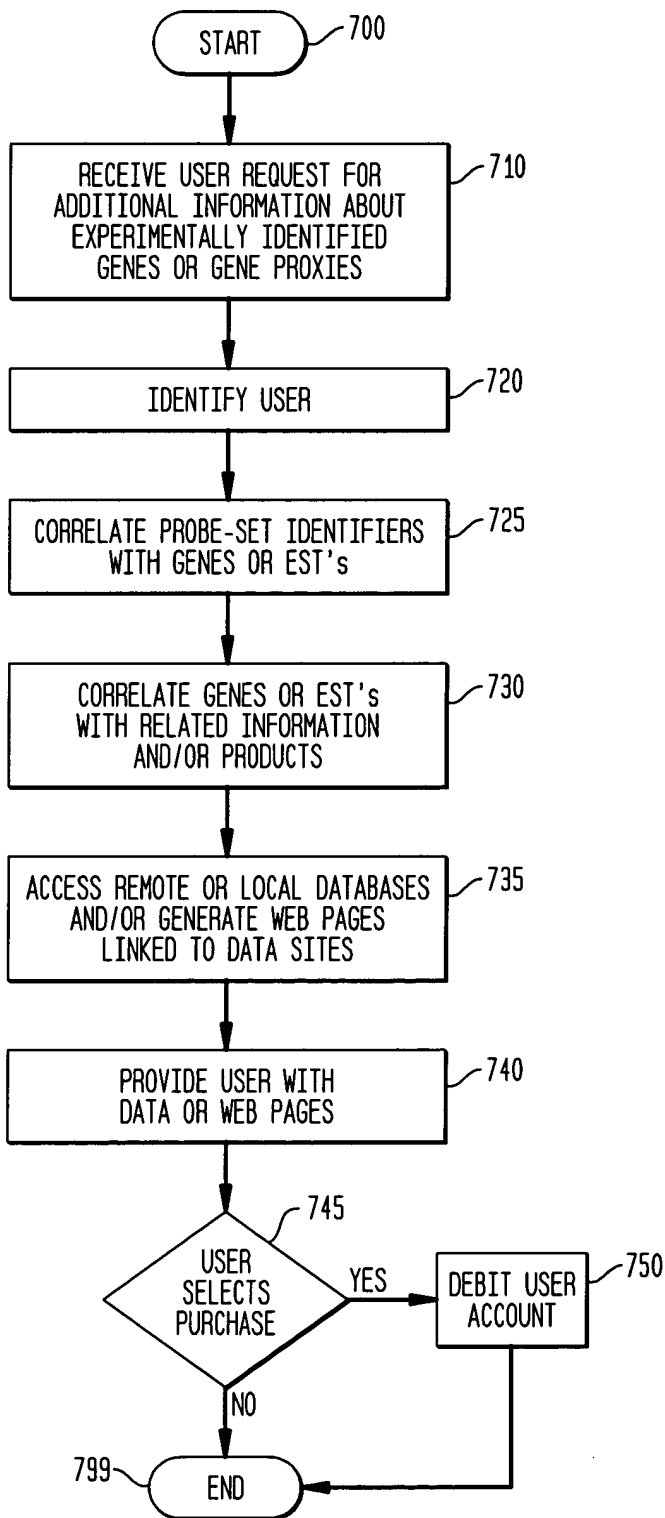 START
700
RECEIVE USER REQUEST FOR
ADDITIONAL INFORMATION ABOUT
EXPERIMENTALLY IDENTIFIED
GENES OR GENE PROXIES
710
IDENTIFY USER
720
CORRELATE PROBE-SET IDENTIFIERS
WITH GENES OR EST's
725
CORRELATE GENES OR EST's
WITH RELATED INFORMATION
AND/OR PRODUCTS
730
ACCESS REMOTE OR LOCAL DATABASES
AND/OR GENERATE WEB PAGES
LINKED TO DATA SITES
735
PROVIDE USER WITH
DATA OR WEB PAGES
740
745
USER
SELECTS
PURCHASE
YES
DEBIT USER
ACCOUNT
750
NO
799
END